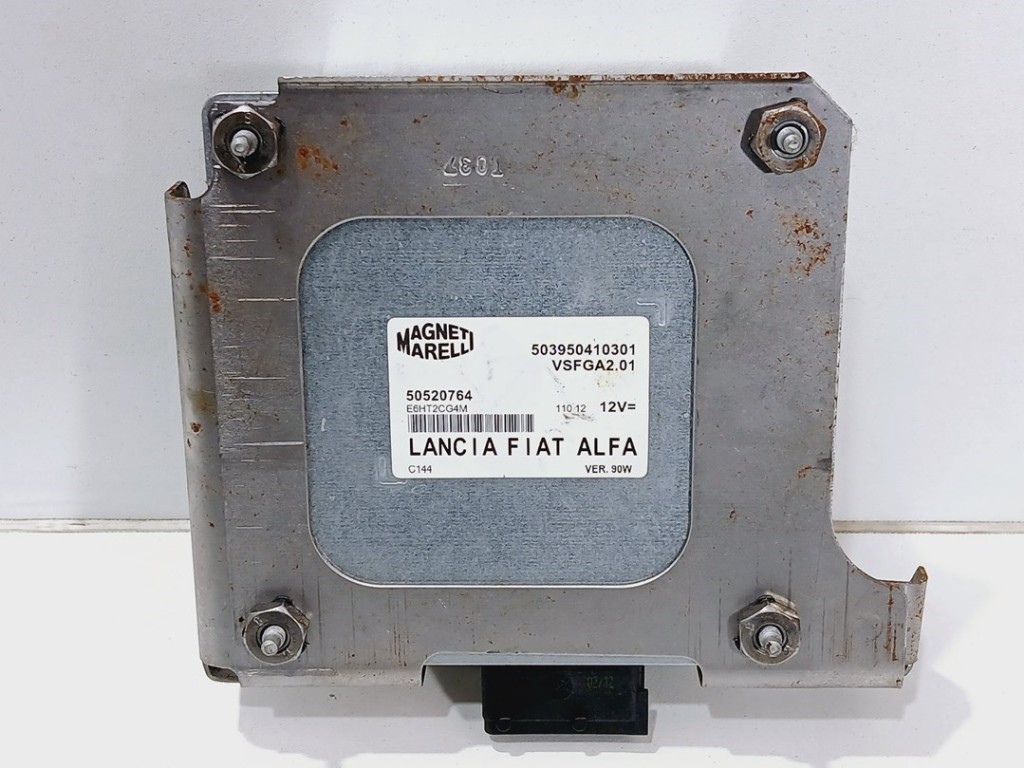 T037
MAGNETI
MARELLI
503950410301
VSFGA2.01
50520764
E6HT2CG4M
110 12 12V=
LANCIA FIAT ALFA
C144 VER. 90W